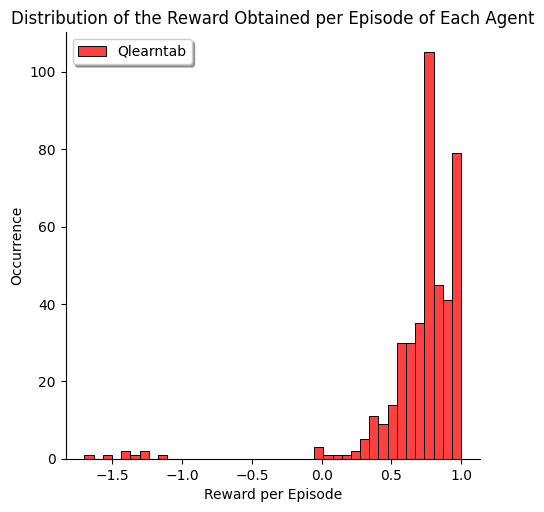 Distribution of the Reward Obtained per Episode of Each Agent
Qlearntab
100
80
60
40
20
0
Occurrence
−1.5 −1.0 −0.5 0.0 0.5 1.0
Reward per Episode